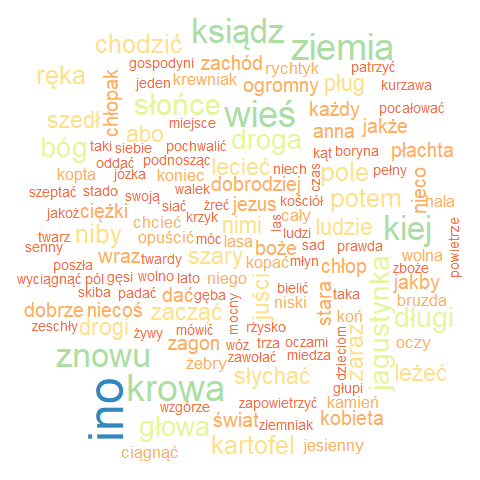 ksiądz
chodzić
ziemia
gospodyni
zachód
rychtyk
patrzyć
ręka
jeden
krewniak
ogromny
pług
kurzawa
chłopak
słońce
wieś
każdy
pocałować
szedł
abo
miejsce
droga
anna
jakże
bóg
taki
siebie
pochwalić
kąt
boryna
płachta
oddać
podnosząc
lecieć
niech
pole
pełny
kopta
józka
koniec
dobrodziej
czas
nieco
szeptać
stado
swoją
walek
żreć
jezus
kościół
potem
hala
jakoż
ciężki
siać
krzyk
nimi
las
cały
ludzie
kiej
powietrze
twarz
niby
chcieć
opuścić
móc
lasa
ludzi
sad
prawda
wolna
senny
wraz
twardy
szary
boże
kopać
młyn
chłop
zboże
poszła
wyciągnąć
pól
gęsi
wolno
lato
niego
juści
bielić
stara
taka
jagustynka
jakby
skiba
padać
dać
gęba
mocny
niski
bruzda
dobrze
niecoś
zacząć
koń
długi
zeschły
drogi
żywy
mówić
rżysko
trza
oczami
zaraz
oczy
znowu
zagon
wóz
zawołać
miedza
dzieciom
żebry
słychać
głupi
leżeć
ino
krowa
wzgórze
zapowietrzyć
kamień
głowa
świat
ziemniak
kobieta
ciągnąć
kartofel
jesienny